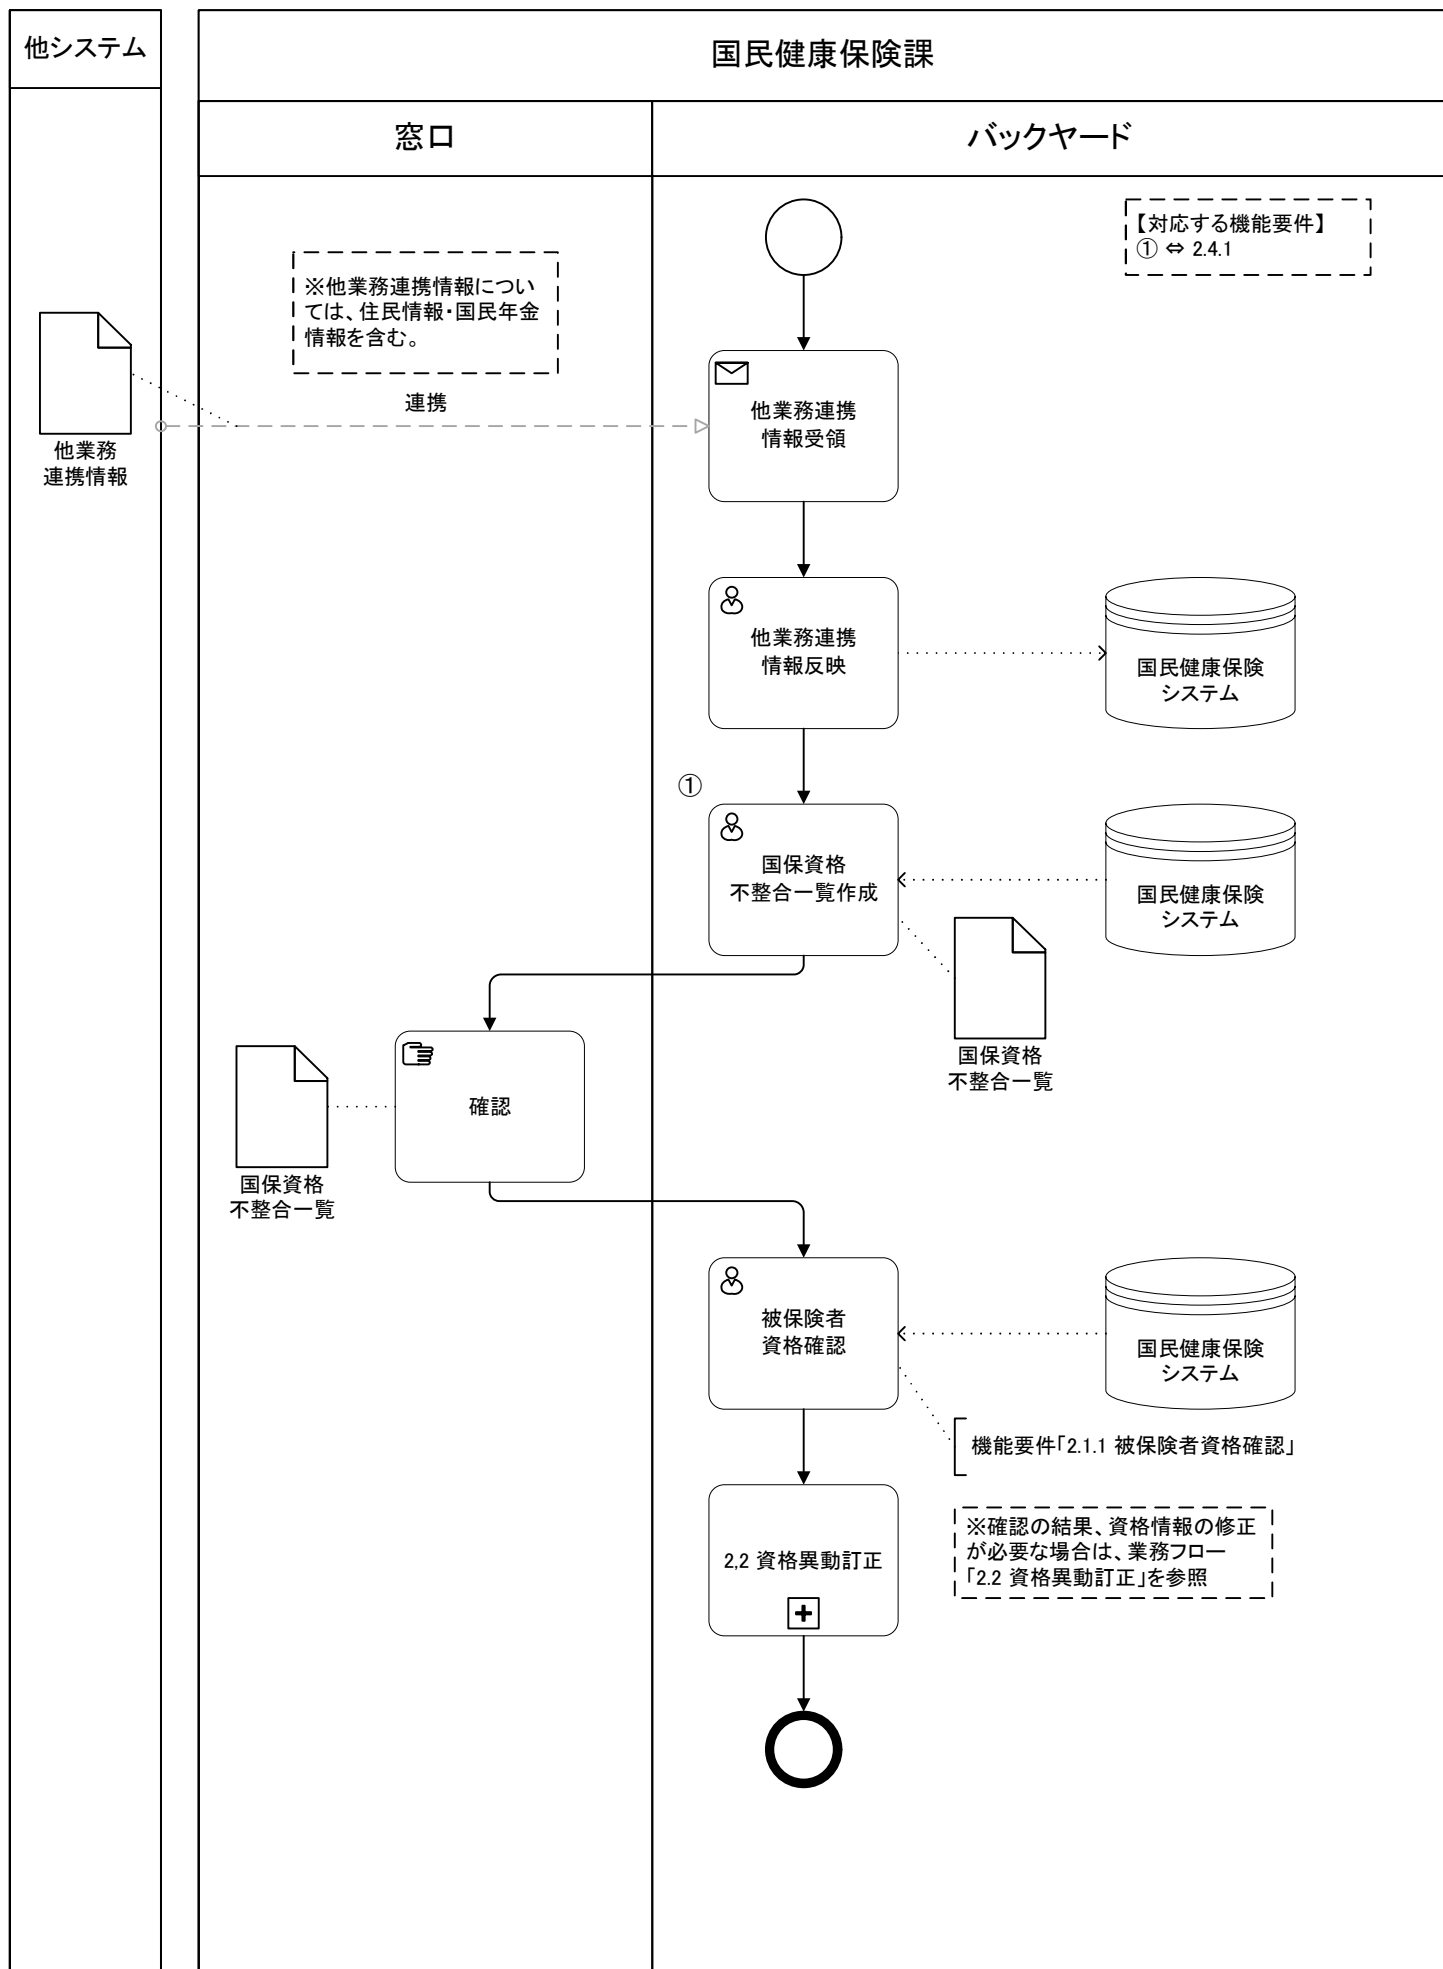 他システム
国民健康保険課
窓口
バックヤード
【対応する機能要件】
① ⇔ 2.4.1
※他業務連携情報につい
ては、住民情報・国民年金
情報を含む。
連携
他業務
連携情報
他業務連携
情報受領
他業務連携
情報反映
国民健康保険
システム
①
国保資格
不整合一覧作成
国民健康保険
システム
国保資格
不整合一覧
確認
国保資格
不整合一覧
被保険者
資格確認
国民健康保険
システム
機能要件「2.1.1 被保険者資格確認」
2,2 資格異動訂正
※確認の結果、資格情報の修正
が必要な場合は、業務フロー
「2.2 資格異動訂正」を参照